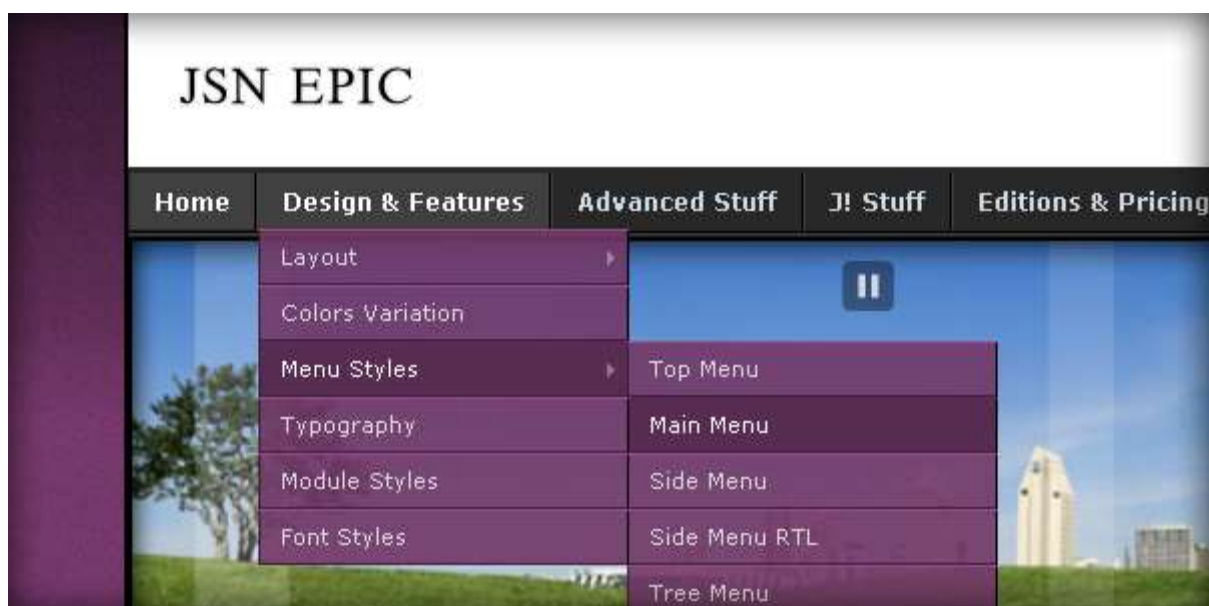 JSN EPIC
Home Design & Features Advanced Stuff J! Stuff Editions & Pricing
Layout
Colors Variation
Menu Styles
Typography
Module Styles
Font Styles
Top Menu
Main Menu
Side Menu
Side Menu RTL
Tree Menu